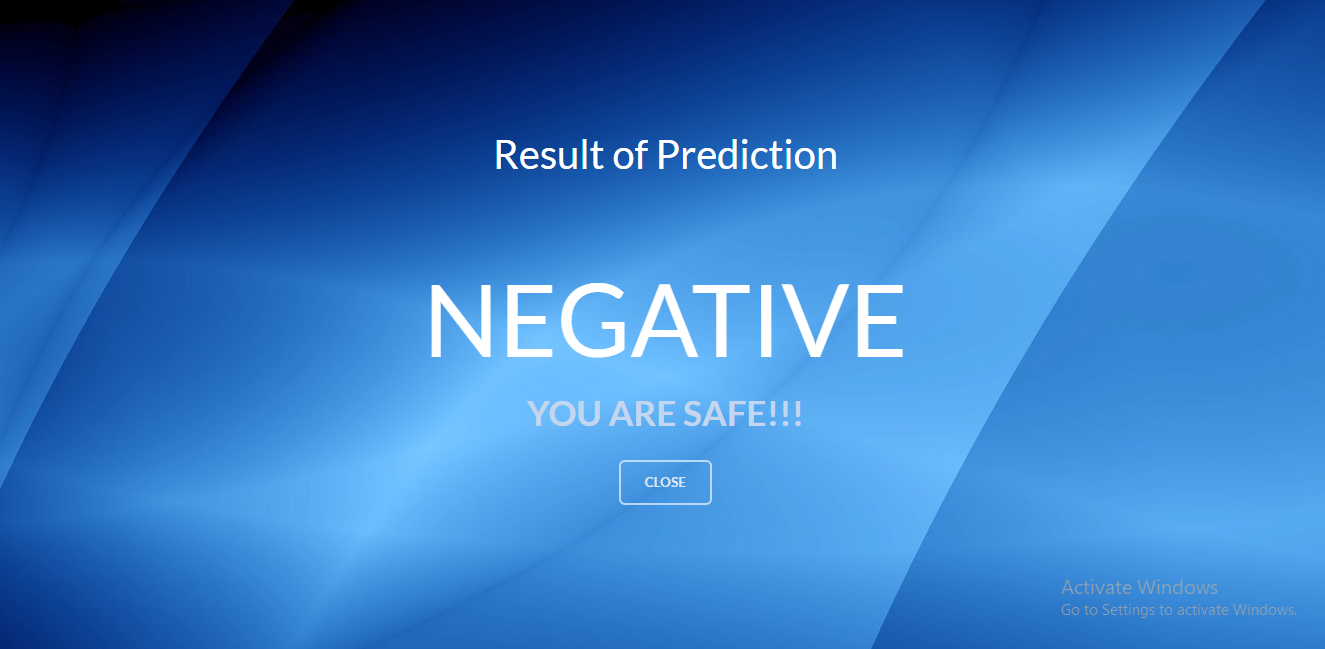 Result of Prediction
NEGATIVE
YOU ARE SAFE!!!
CLOSE
Activate Windows
Go to Settings to activate Windows.